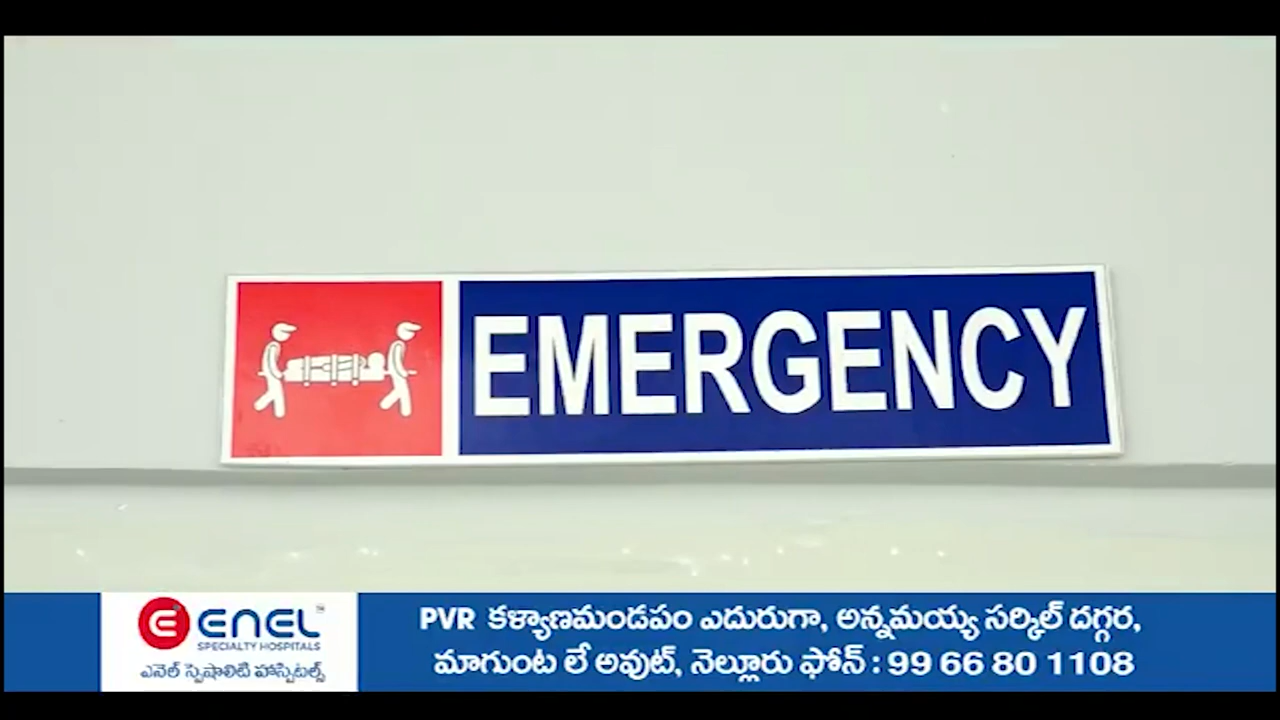 EMERGENCY
ENEL
SPECIALTY HOSPITALS
ఎనెల్ స్పెషాలిటి హాస్పిటల్స్
PVR కళ్యాణమండపం ఎదురుగా, అన్నమయ్య సర్కిల్ దగ్గర,
మాగుంట లే అవుట్, నెల్లూరు ఫోన్ : 99 66 80 1108